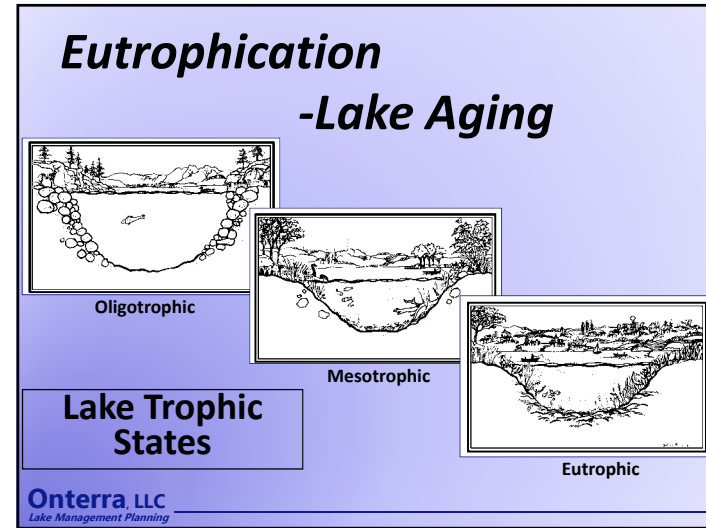 Eutrophication
-Lake Aging
Oligotrophic
Mesotrophic
Eutrophic
Lake Trophic
States
Onterra, LLC
Lake Management Planning